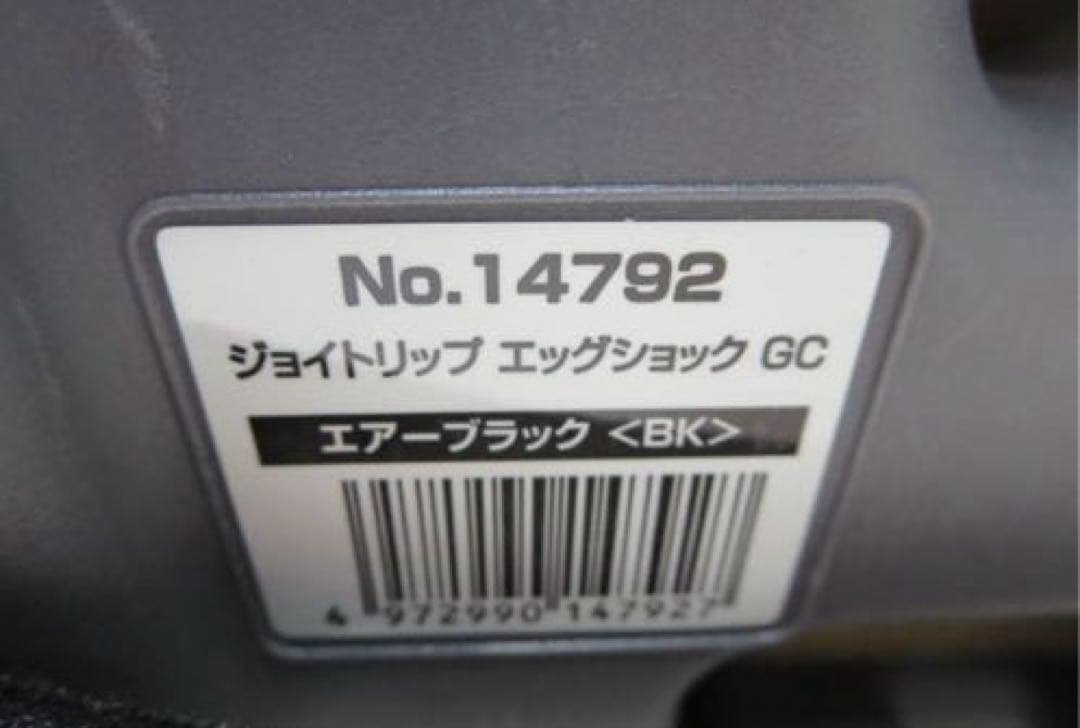 No.14792
ジョイトリップ エッグショック GC
エアーブラック <BK>
4 972990 147927